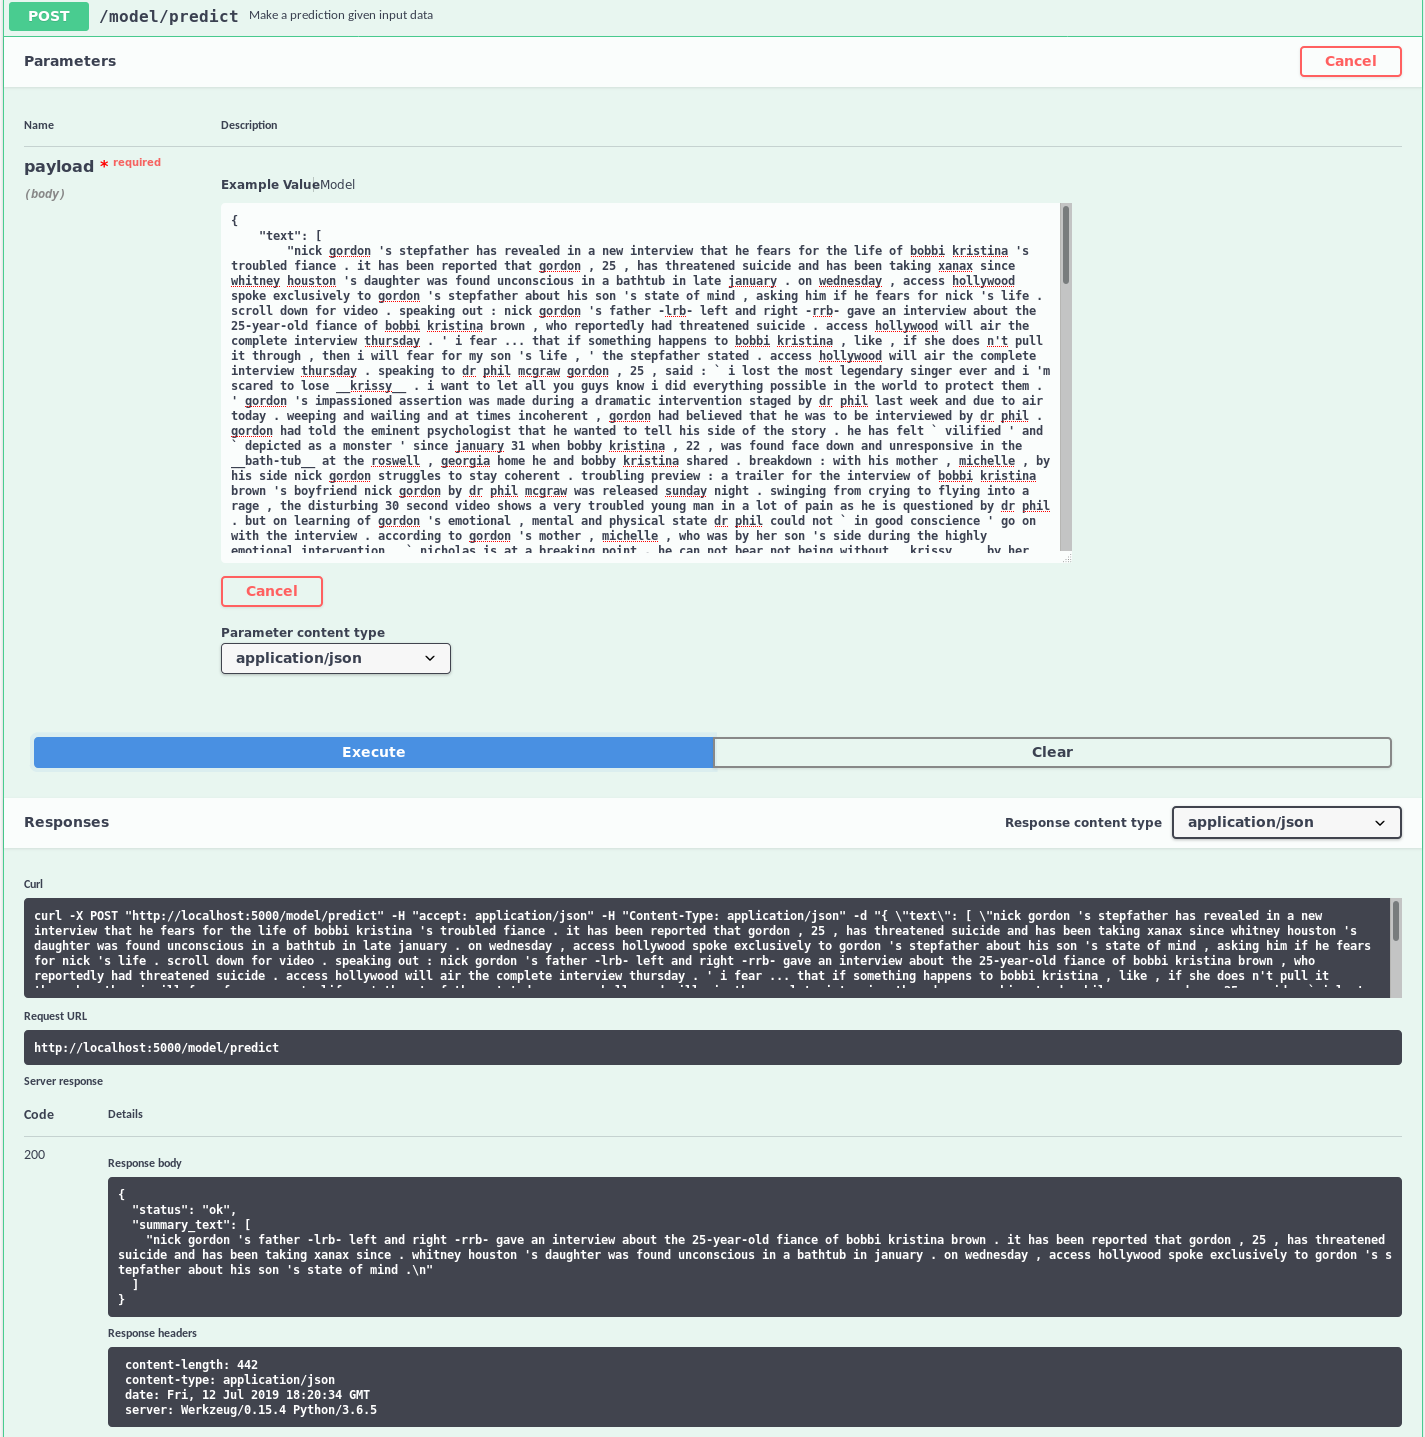 POST /model/predict Make a prediction given input data
Parameters Cancel
Name Description
payload * required
(body)
Example Value Model
{
"text": [
"nick gordon 's stepfather has revealed in a new interview that he fears for the life of bobbi kristina 's
troubled fiance . it has been reported that gordon , 25 , has threatened suicide and has been taking xanax since
whitney houston 's daughter was found unconscious in a bathtub in late january . on wednesday , access hollywood
spoke exclusively to gordon 's stepfather about his son 's state of mind , asking him if he fears for nick 's life .
scroll down for video . speaking out : nick gordon 's father -lrb- left and right -rrb- gave an interview about the
25-year-old fiance of bobbi kristina brown , who reportedly had threatened suicide . access hollywood will air the
complete interview thursday . ' i fear ... that if something happens to bobbi kristina , like , if she does n't pull
it through , then i will fear for my son 's life , ' the stepfather stated . access hollywood will air the complete
interview thursday . speaking to dr phil mcgraw gordon , 25 , said : ` i lost the most legendary singer ever and i 'm
scared to lose __krissy__ . i want to let all you guys know i did everything possible in the world to protect them .
' gordon 's impassioned assertion was made during a dramatic intervention staged by dr phil last week and due to air
today . weeping and wailing and at times incoherent , gordon had believed that he was to be interviewed by dr phil .
gordon had told the eminent psychologist that he wanted to tell his side of the story . he has felt ` vilified ' and
` depicted as a monster ' since january 31 when bobby kristina , 22 , was found face down and unresponsive in the
__bath-tub__ at the roswell , georgia home he and bobby kristina shared . breakdown : with his mother , michelle , by
his side nick gordon struggles to stay coherent . troubling preview : a trailer for the interview of bobbi kristina
brown 's boyfriend nick gordon by dr phil mcgraw was released sunday night . swinging from crying to flying into a
rage , the disturbing 30 second video shows a very troubled young man in a lot of pain as he is questioned by dr phil
. but on learning of gordon 's emotional , mental and physical state dr phil could not ` in good conscience ' go on
with the interview . according to gordon 's mother , michelle , who was by her son 's side during the highly
emotional intervention . ` nicholas is at a breaking point . he can not bear not being without __krissy__ . by her
Cancel
Parameter content type
application/json
Execute Clear
Responses Response content type application/json
Curl
curl -X POST "http://localhost:5000/model/predict" -H "accept: application/json" -H "Content-Type: application/json" -d "{ \"text\": [ \"nick gordon 's stepfather has revealed in a new
interview that he fears for the life of bobbi kristina 's troubled fiance . it has been reported that gordon , 25 , has threatened suicide and has been taking xanax since whitney houston 's
daughter was found unconscious in a bathtub in late january . on wednesday , access hollywood spoke exclusively to gordon 's stepfather about his son 's state of mind , asking him if he fears
for nick 's life . scroll down for video . speaking out : nick gordon 's father -lrb- left and right -rrb- gave an interview about the 25-year-old fiance of bobbi kristina brown , who
reportedly had threatened suicide . access hollywood will air the complete interview thursday . ' i fear ... that if something happens to bobbi kristina , like , if she does n't pull it
Request URL
http://localhost:5000/model/predict
Server response
Code Details
200
Response body
{
"status": "ok",
"summary_text": [
"nick gordon 's father -lrb- left and right -rrb- gave an interview about the 25-year-old fiance of bobbi kristina brown . it has been reported that gordon , 25 , has threatened
suicide and has been taking xanax since . whitney houston 's daughter was found unconscious in a bathtub in january . on wednesday , access hollywood spoke exclusively to gordon 's s
tepfather about his son 's state of mind .\n"
]
}
Response headers
content-length: 442
content-type: application/json
date: Fri, 12 Jul 2019 18:20:34 GMT
server: Werkzeug/0.15.4 Python/3.6.5